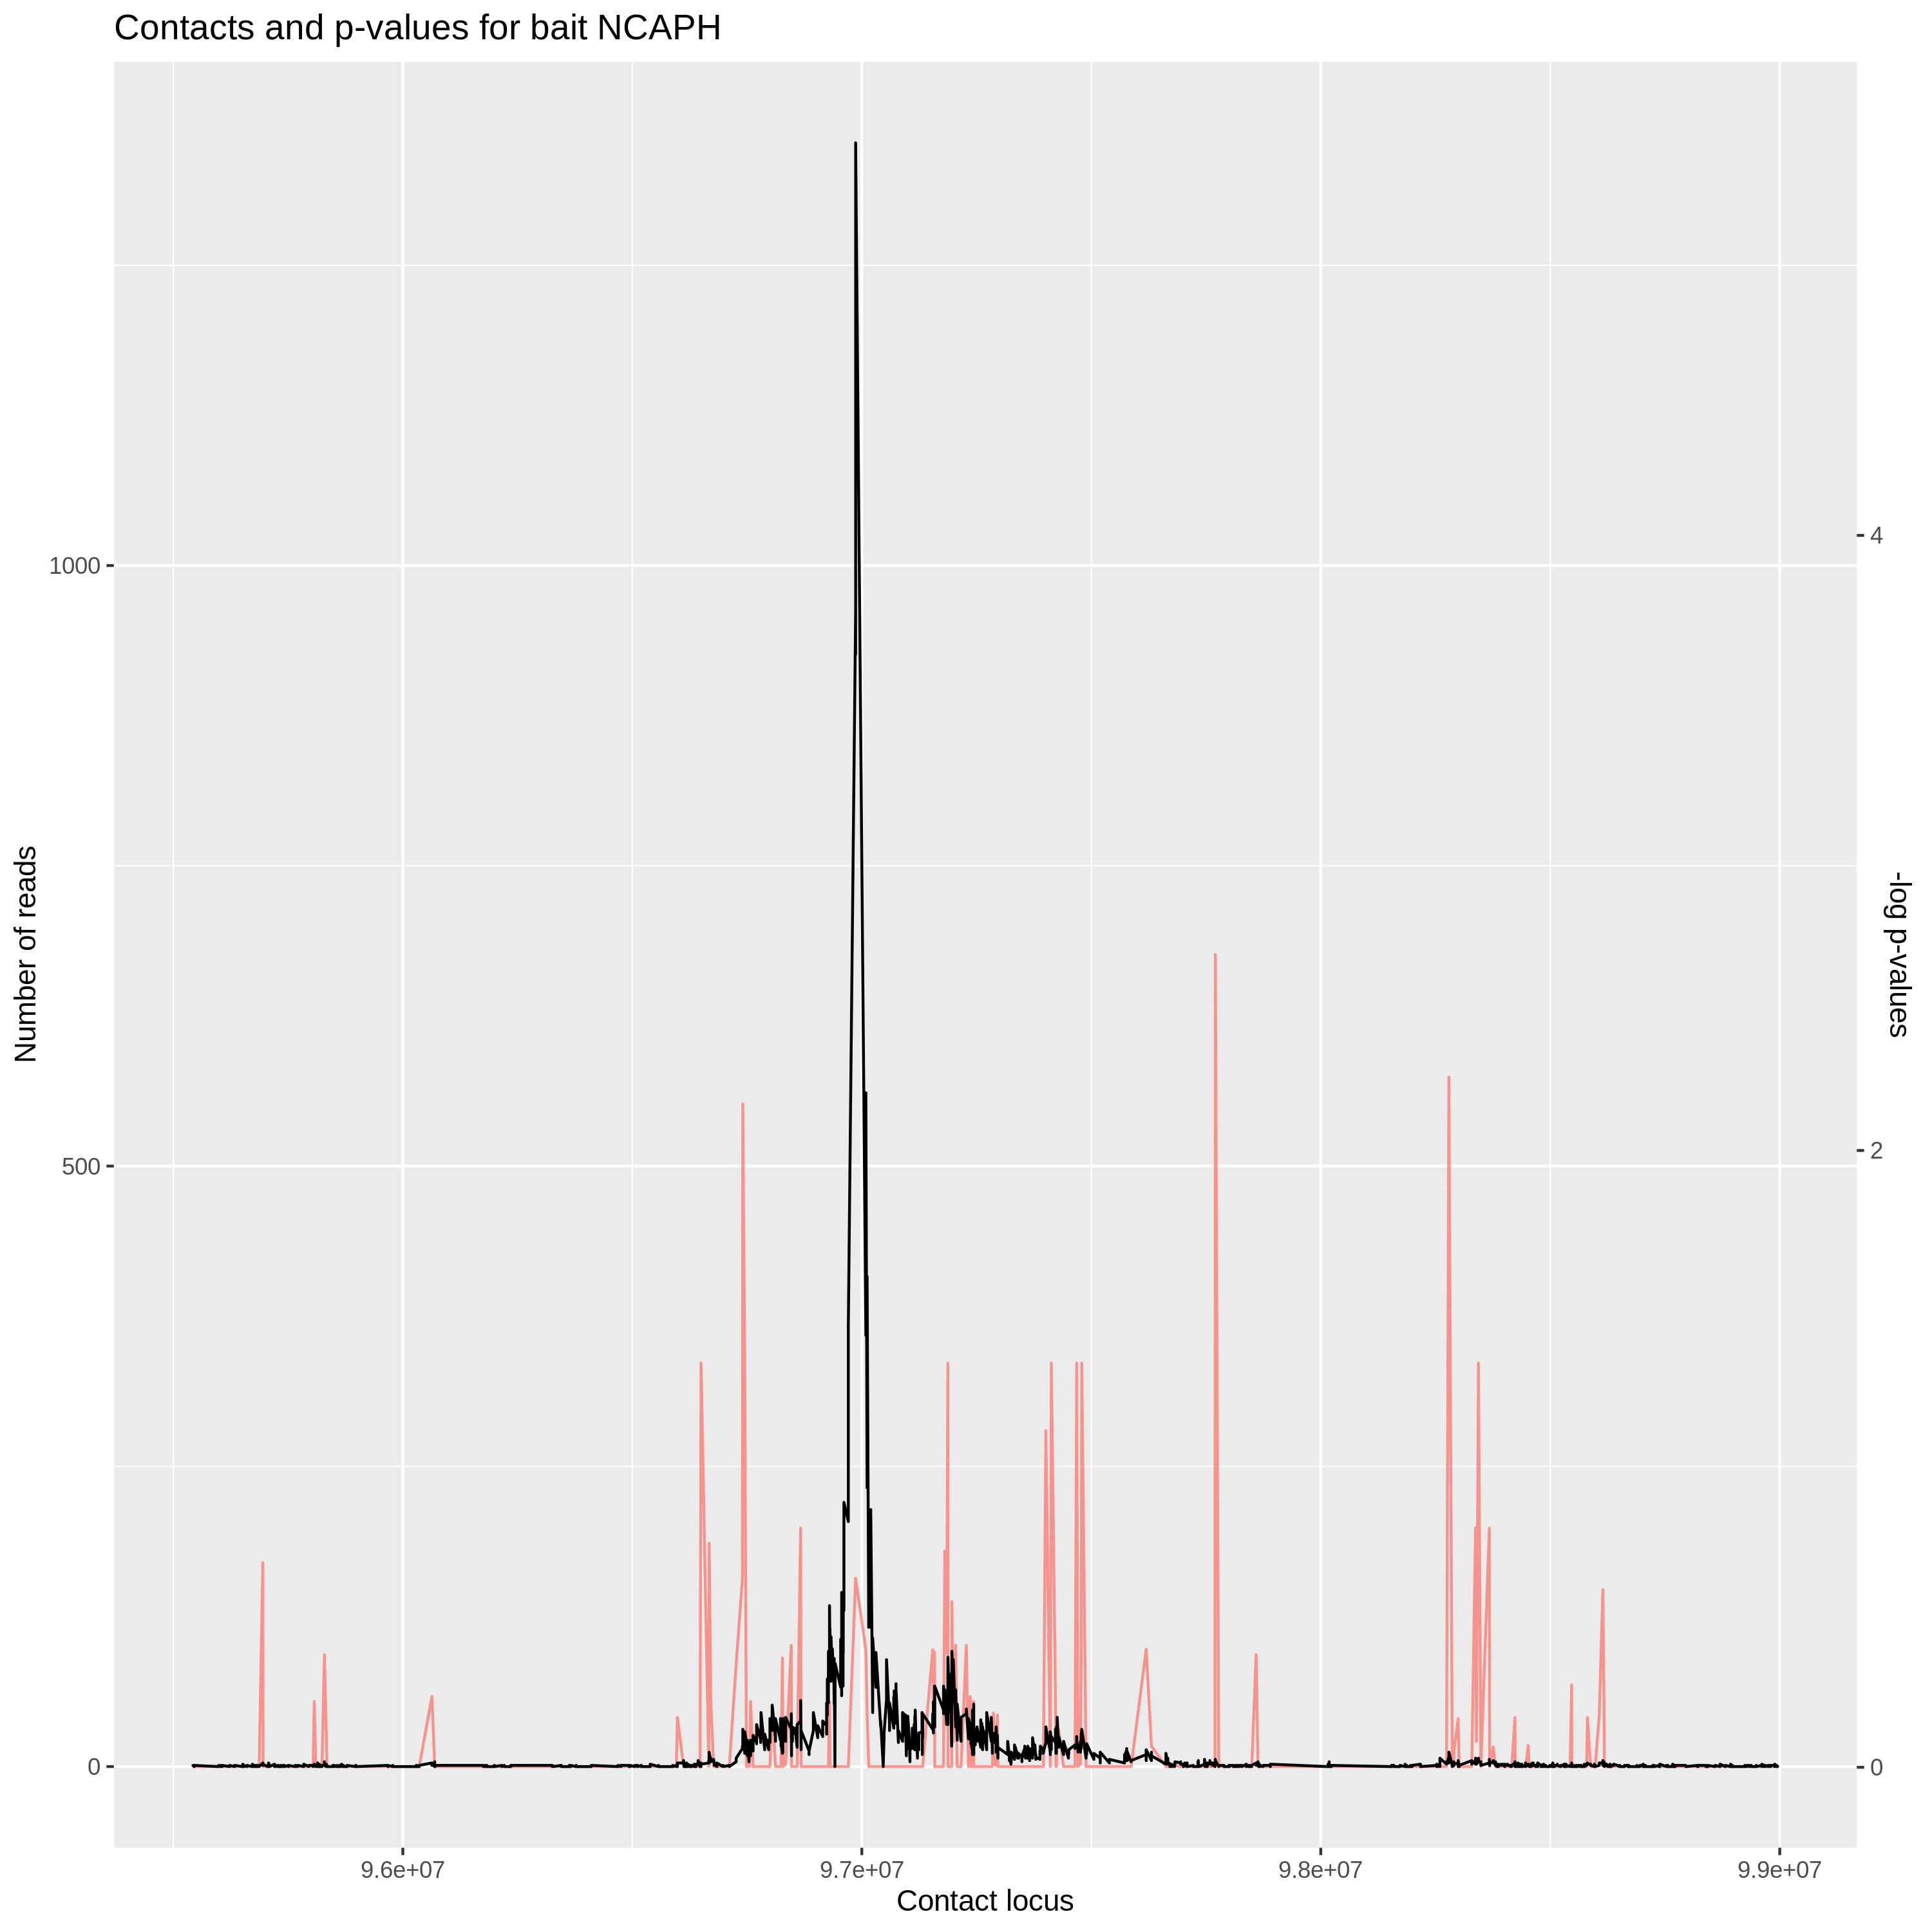 Contacts and p-values for bait NCAPH
Number of reads
1000
500
0
4
2
0
-log p-values
9.6e+07
9.7e+07
9.8e+07
9.9e+07
Contact locus